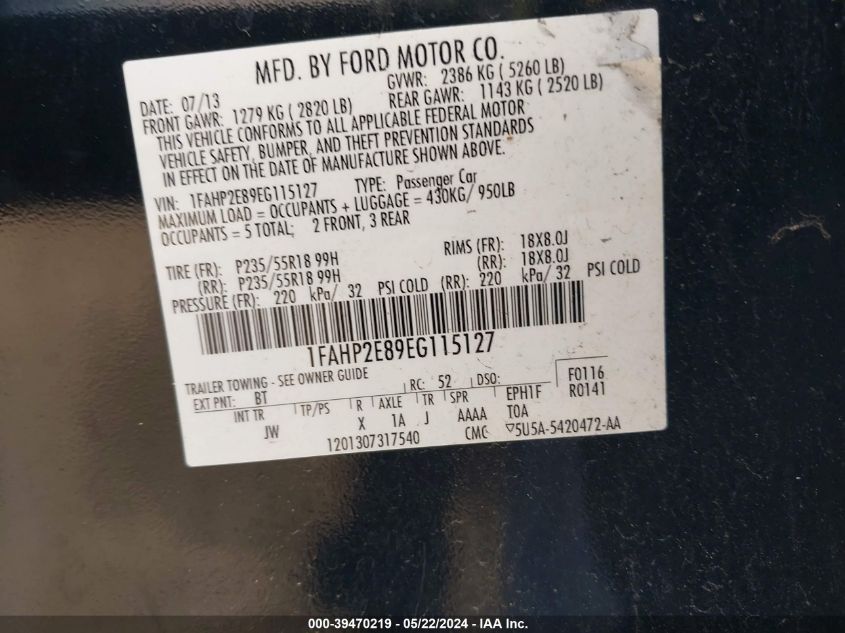 MFD. BY FORD MOTOR CO.
DATE: 07/13 GVWR: 2386 KG ( 5260 LB)
FRONT GAWR: 1279 KG ( 2820 LB) REAR GAWR: 1143 KG ( 2520 LB)
THIS VEHICLE CONFORMS TO ALL APPLICABLE FEDERAL MOTOR
VEHICLE SAFETY, BUMPER, AND THEFT PREVENTION STANDARDS
IN EFFECT ON THE DATE OF MANUFACTURE SHOWN ABOVE.
VIN: 1FAHP2E89EG115127 TYPE: Passenger Car
MAXIMUM LOAD = OCCUPANTS + LUGGAGE = 430KG/ 950LB
OCCUPANTS = 5 TOTAL; 2 FRONT, 3 REAR
TIRE (FR): P235/55R18 99H RIMS (FR): 18X8.0J
(RR): P235/55R18 99H (RR): 18X8.0J
PRESSURE (FR): 220 kPa/ 32 PSI COLD (RR): 220 kPa/ 32 PSI COLD
1FAHP2E89EG115127
TRAILER TOWING - SEE OWNER GUIDE
EXT PNT: BT RC: 52 DSO: EPH1F F0116
INT TR TP/PS R AXLE TR SPR TOA R0141
JW X 1A J AAAA
1201307317540 CMC ▽5U5A-5420472-AA
000-39470219 - 05/22/2024 - IAA Inc.